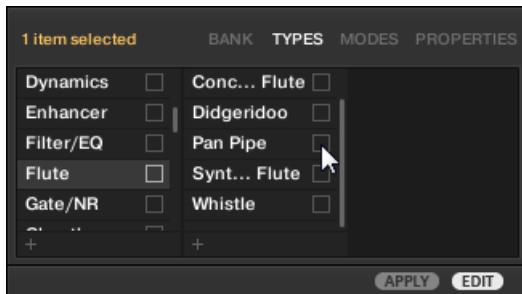 1 item selected BANK TYPES MODES PROPERTIES
Dynamics Conc... Flute
Enhancer Didgeridoo
Filter/EQ Pan Pipe
Flute Synt... Flute
Gate/NR Whistle
+ +
APPLY EDIT